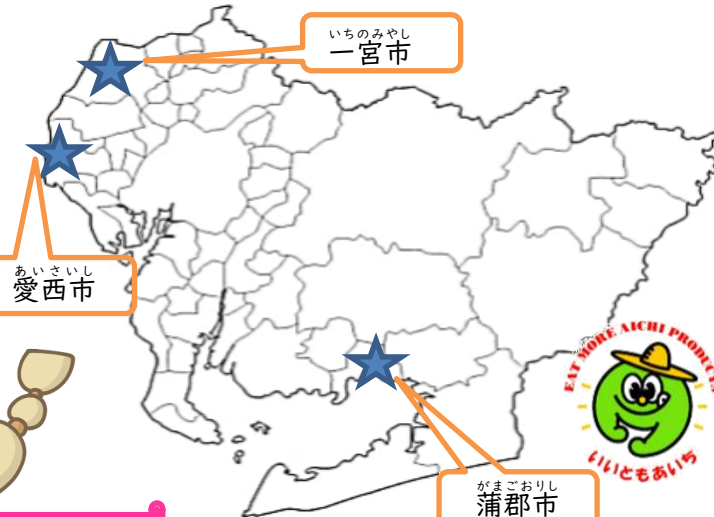 いちのみやし
一宮市
あいさいし
愛西市
EAT MORE AICHI PRODUCTS
いいともあいち
がまごおりし
蒲郡市